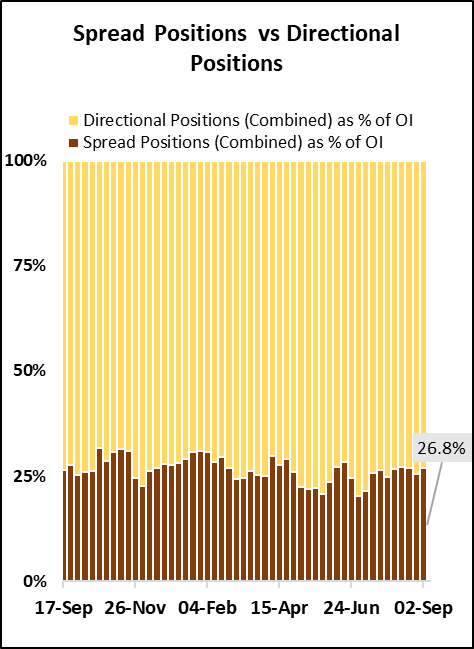 Spread Positions vs Directional
Positions
Directional Positions (Combined) as % of OI
Spread Positions (Combined) as % of OI
100%
75%
50%
26.8%
25%
0%
17-Sep 26-Nov 04-Feb 15-Apr 24-Jun 02-Sep